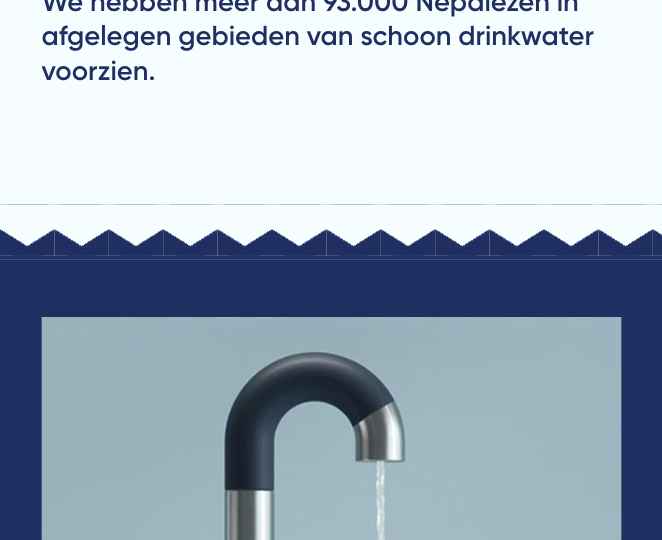 We hebben meer dan 93.000 Nepalezen in
afgelegen gebieden van schoon drinkwater
voorzien.